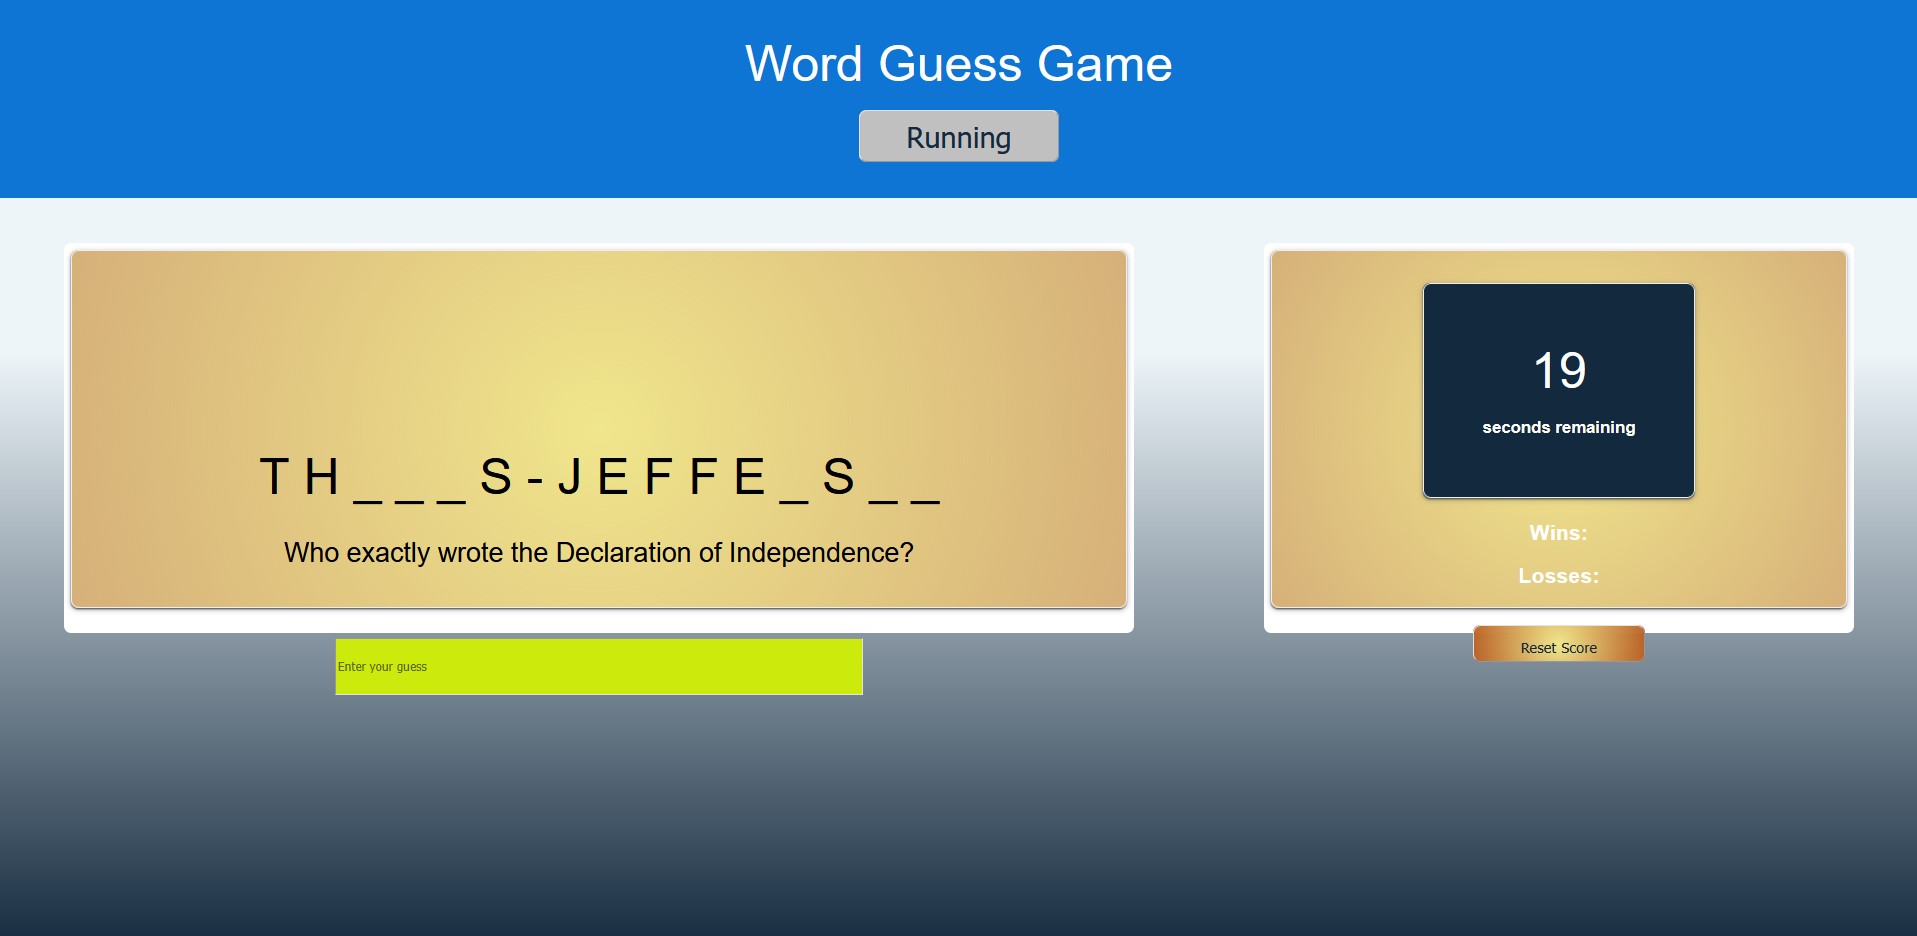 Word Guess Game
Running
T H _ _ _ S - J E F F E _ S _ _
Who exactly wrote the Declaration of Independence?
Enter your guess
19
seconds remaining
Wins:
Losses:
Reset Score